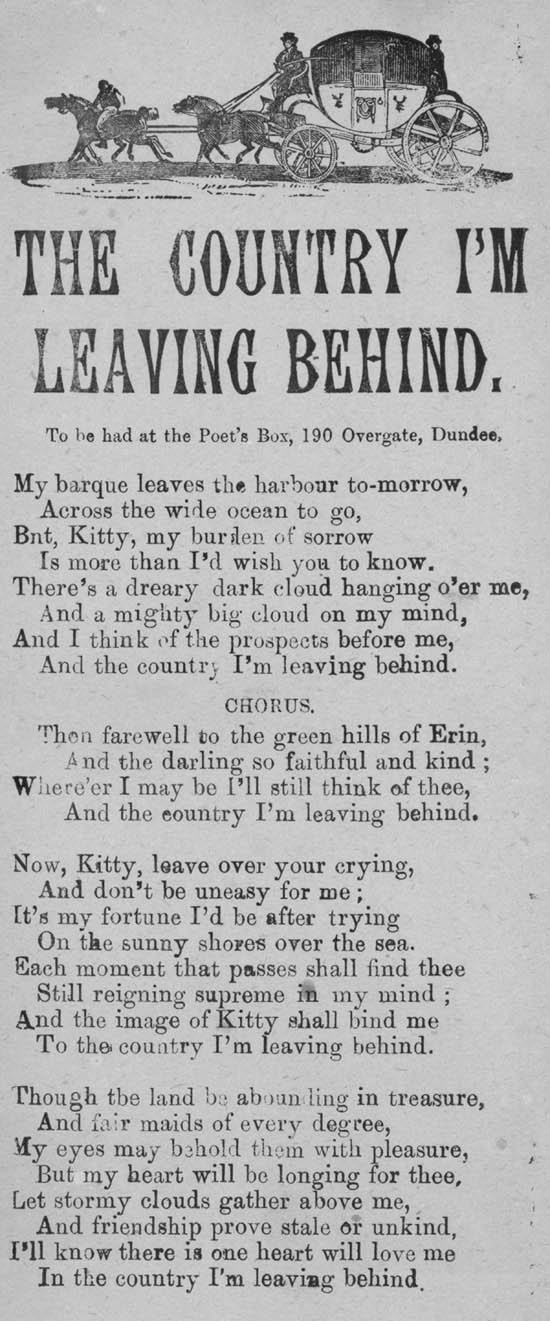 THE COUNTRY I'M
LEAVING BEHIND.
To be had at the Poet's Box, 190 Overgate, Dundee.
My barque leaves the harbour to-morrow,
Across the wide ocean to go,
Bnt, Kitty, my burden of sorrow
Is more than I'd wish you to know.
There's a dreary dark cloud hanging o'er me,
And a mighty big cloud on my mind,
And I think of the prospects before me,
And the country I'm leaving behind.
CHORUS.
Then farewell to the green hills of Erin,
And the darling so faithful and kind ;
Where'er I may be I'll still think of thee,
And the eountry I'm leaving behind.
Now, Kitty, leave over your crying,
And don't be uneasy for me ;
It's my fortune I'd be after trying
On the sunny shores over the sea.
Each moment that passes shall find thee
Still reigning supreme in my mind ;
And the image of Kitty shall bind me
To the country I'm leaving behind.
Though tbe land be abounding in treasure,
And fair maids of every degree,
My eyes may behold them with pleasure,
But my heart will be longing for thee,
Let stormy clouds gather above me,
And friendship prove stale or unkind,
I'll know there is one heart will love me
In the country I'm leaving behind.